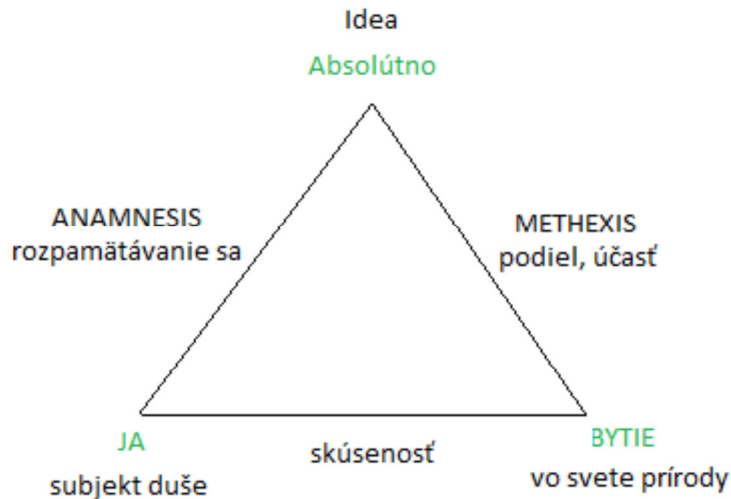 Idea
Absolútno
ANAMNESIS
rozpamätávanie sa
METHEXIS
podiel, účasť
JA
subjekt duše
skúsenosť
BYTIE
vo svete prírody